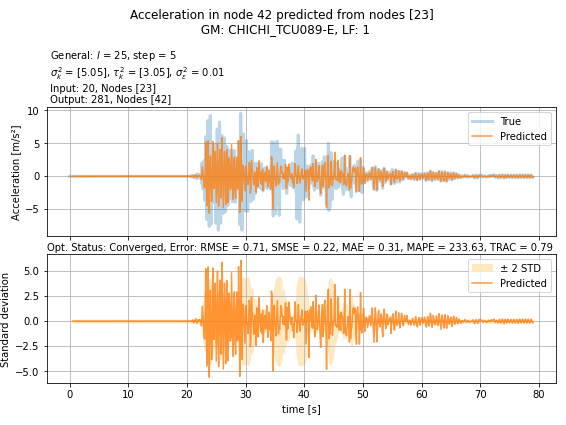 Acceleration in node 42 predicted from nodes [23]
GM: CHICHI_TCU089-E, LF: 1
General: l = 25, step = 5
σ²ₖ = [5.05], τ²ₖ = [3.05], σ²ε = 0.01
Input: 20, Nodes [23]
Output: 281, Nodes [42]
10
5
0
−5
Acceleration [m/s²]
True
Predicted
Opt. Status: Converged, Error: RMSE = 0.71, SMSE = 0.22, MAE = 0.31, MAPE = 233.63, TRAC = 0.79
5.0
2.5
0.0
−2.5
−5.0
Standard deviation
± 2 STD
Predicted
0 10 20 30 40 50 60 70 80
time [s]